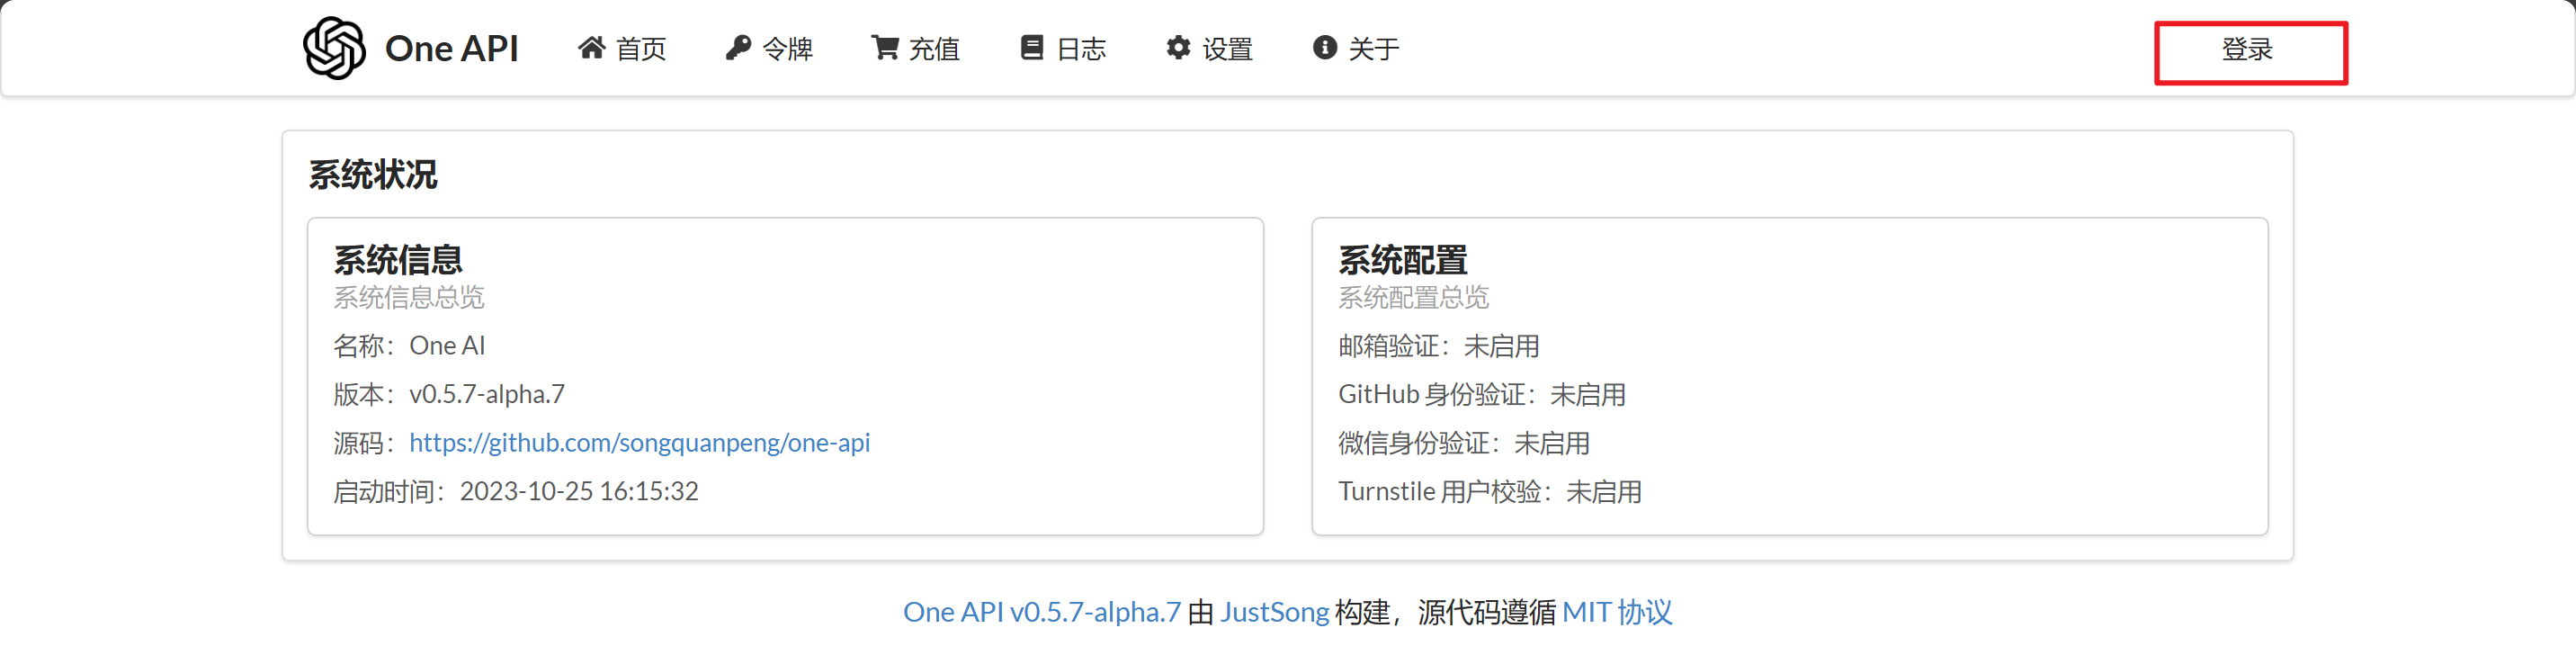 One API 首页 令牌 充值 日志 设置 关于 登录
系统状况
系统信息
系统信息总览
名称：One AI
版本：v0.5.7-alpha.7
源码：https://github.com/songquanpeng/one-api
启动时间：2023-10-25 16:15:32
系统配置
系统配置总览
邮箱验证：未启用
GitHub 身份验证：未启用
微信身份验证：未启用
Turnstile 用户校验：未启用
One API v0.5.7-alpha.7 由 JustSong 构建，源代码遵循 MIT 协议